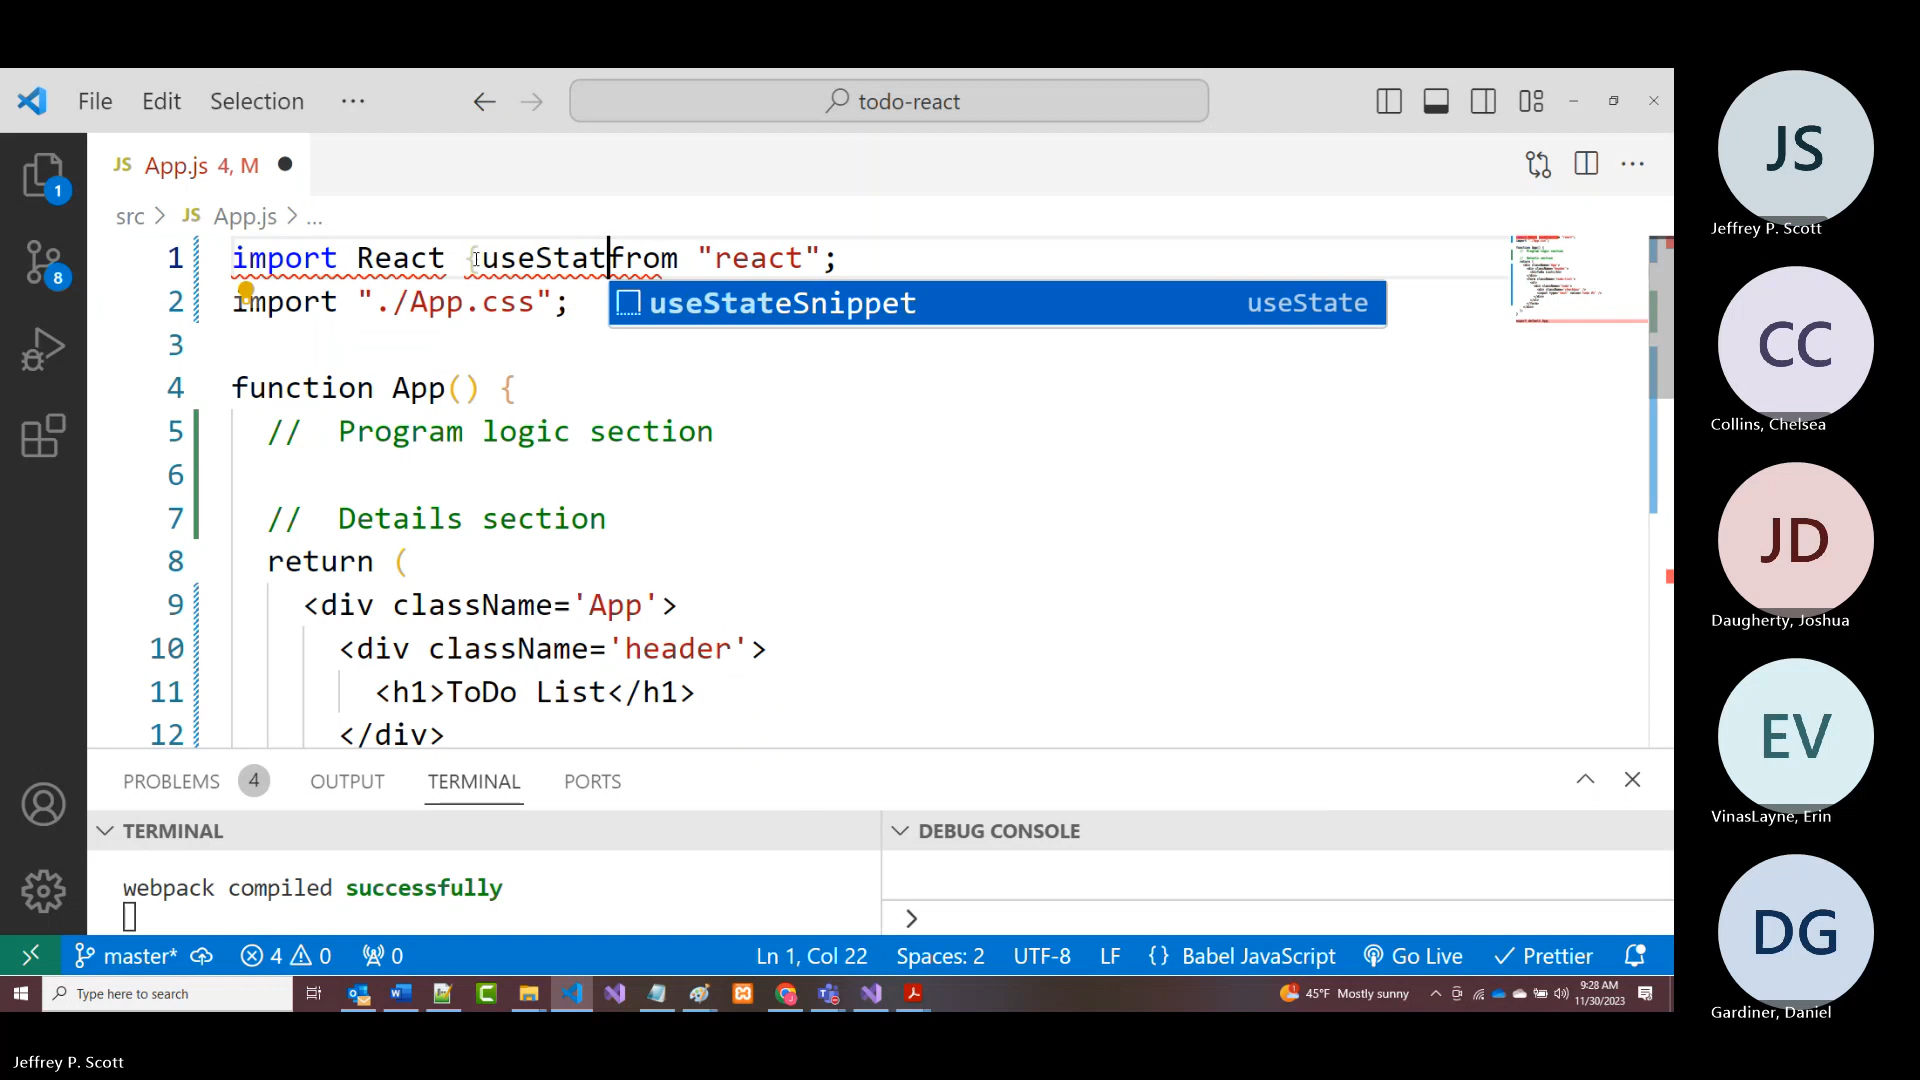 File Edit Selection ··· todo-react
JS App.js 4, M
src > JS App.js > ...
1 import React {useStatfrom "react";
useStateSnippet useState
2 import "./App.css";
3
4 function App() {
5 // Program logic section
6
7 // Details section
8 return (
9 <div className='App'>
10 <div className='header'>
11 <h1>ToDo List</h1>
12 </div>
1
8
PROBLEMS 4 OUTPUT TERMINAL PORTS
TERMINAL
DEBUG CONSOLE
webpack compiled successfully
>
master* 4 0 0 Ln 1, Col 22 Spaces: 2 UTF-8 LF {} Babel JavaScript Go Live Prettier
Type here to search
45°F Mostly sunny
9:28 AM
11/30/2023
JS
Jeffrey P. Scott
CC
Collins, Chelsea
JD
Daugherty, Joshua
EV
VinasLayne, Erin
DG
Gardiner, Daniel
Jeffrey P. Scott